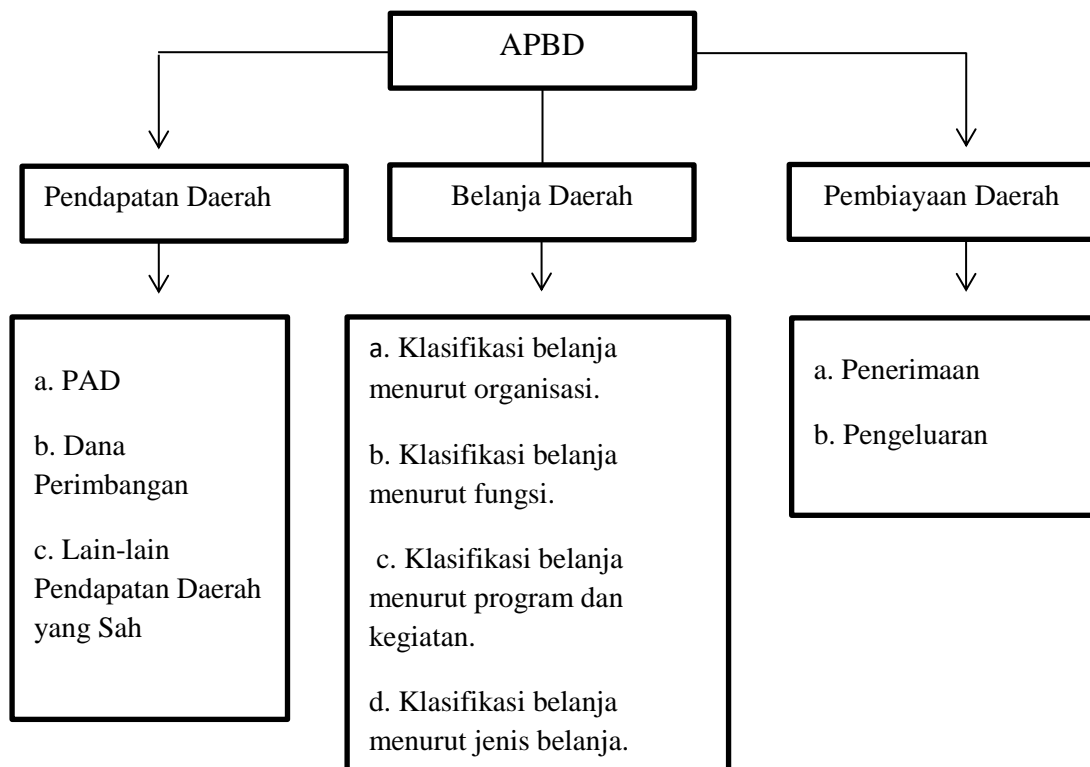 APBD
Pendapatan Daerah
Belanja Daerah
Pembiayaan Daerah
a. PAD
b. Dana
Perimbangan
c. Lain-lain
Pendapatan Daerah
yang Sah
a. Klasifikasi belanja
menurut organisasi.
b. Klasifikasi belanja
menurut fungsi.
c. Klasifikasi belanja
menurut program dan
kegiatan.
d. Klasifikasi belanja
menurut jenis belanja.
a. Penerimaan
b. Pengeluaran